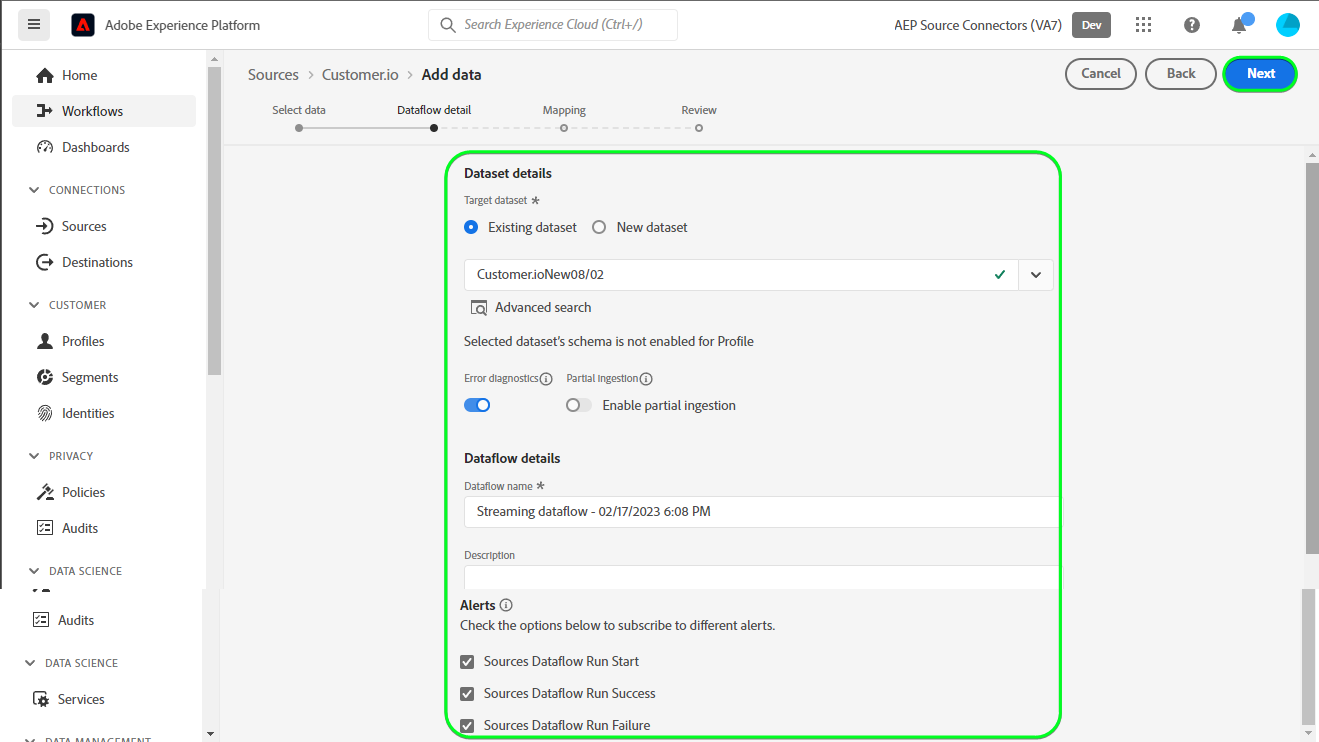 Adobe Experience Platform
Search Experience Cloud (Ctrl+/)
AEP Source Connectors (VA7)
Dev
Home
Workflows
Dashboards
CONNECTIONS
Sources
Destinations
CUSTOMER
Profiles
Segments
Identities
PRIVACY
Policies
Audits
DATA SCIENCE
Audits
DATA SCIENCE
Services
DATA MANAGEMENT
Sources > Customer.io > Add data
Cancel
Back
Next
Select data
Dataflow detail
Mapping
Review
Dataset details
Target dataset *
Existing dataset
New dataset
Customer.ioNew08/02
Advanced search
Selected dataset's schema is not enabled for Profile
Error diagnostics
Partial ingestion
Enable partial ingestion
Dataflow details
Dataflow name *
Streaming dataflow - 02/17/2023 6:08 PM
Description
Alerts
Check the options below to subscribe to different alerts.
Sources Dataflow Run Start
Sources Dataflow Run Success
Sources Dataflow Run Failure